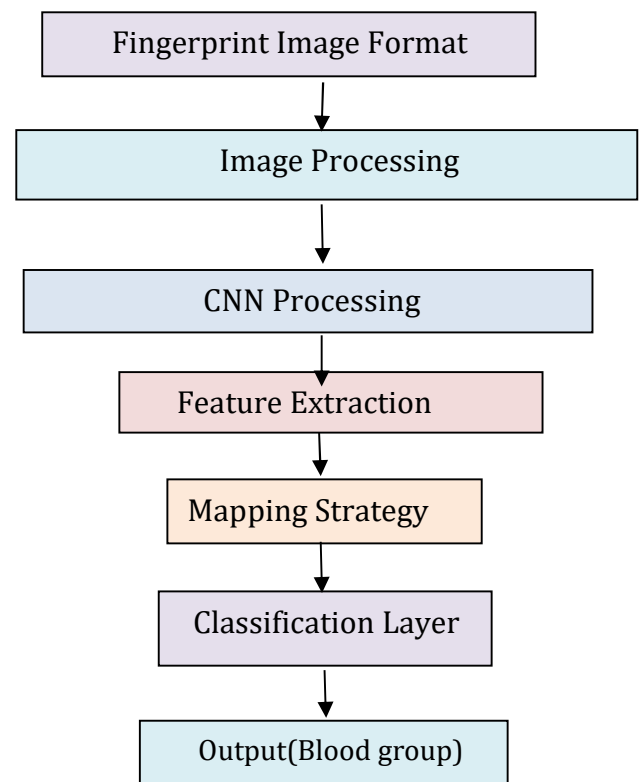 Fingerprint Image Format
Image Processing
CNN Processing
Feature Extraction
Mapping Strategy
Classification Layer
Output(Blood group)